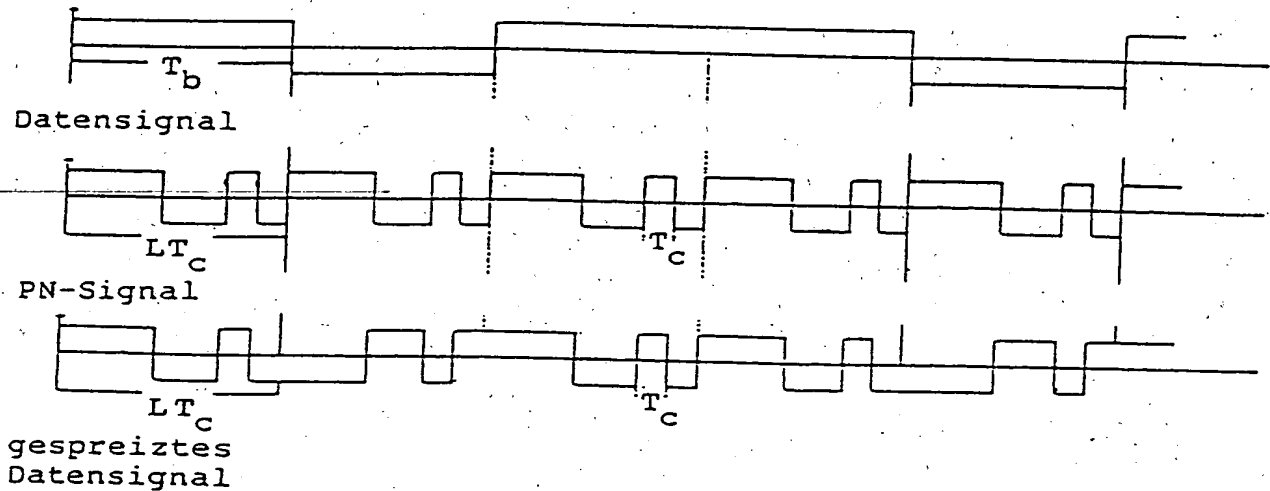 T_b
Datensignal
LT_c
T_c
PN-Signal
LT_c
T_c
gespreiztes
Datensignal